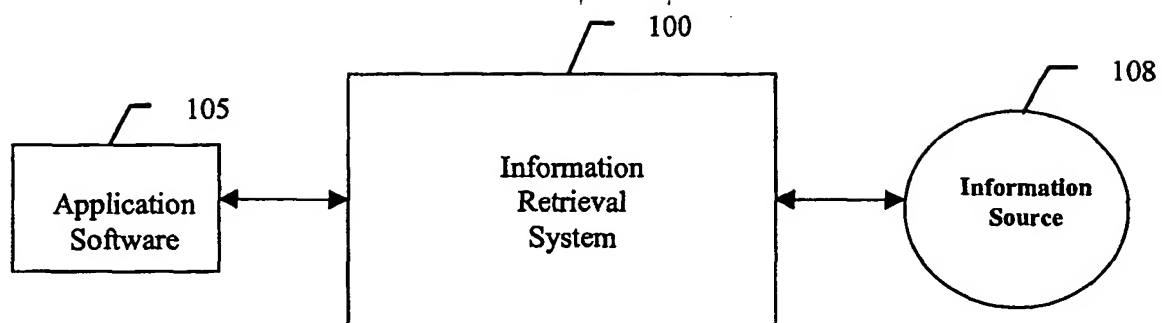 100
108
105
Information
Retrieval
System
Application
Software
Information
Source